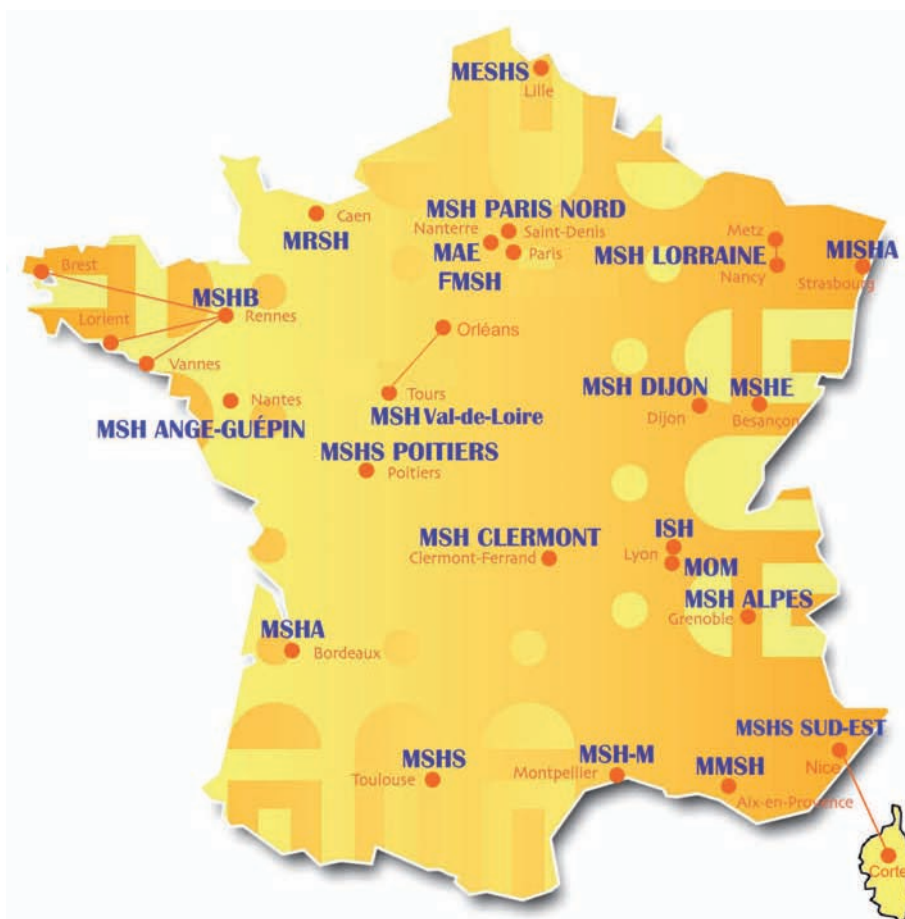 MESHS
Lille
Caen
MRSH
MSH PARIS NORD
Nanterre
Saint-Denis
MAE
Paris
FMSH
Metz
MSH LORRAINE
Nancy
MISHA
Strasbourg
Brest
MSHB
Rennes
Lorient
Vannes
Orléans
Tours
MSH Val-de-Loire
Nantes
MSH ANGE-GUÉPIN
MSH DIJON
Dijon
MSHE
Besançon
MSHS POITIERS
Poitiers
MSH CLERMONT
Clermont-Ferrand
ISH
Lyon
MOM
MSH ALPES
Grenoble
MSHA
Bordeaux
MSHS
Toulouse
MSH-M
Montpellier
MMSH
Aix-en-Provence
MSHS SUD-EST
Nice
Corte